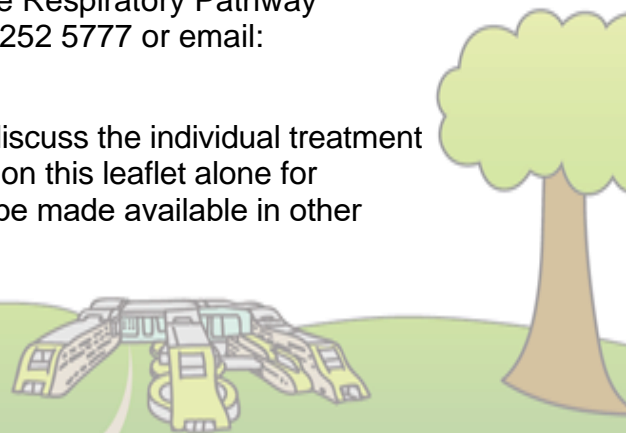 e Respiratory Pathway
252 5777 or email:
liscuss the individual treatment
on this leaflet alone for
be made available in other